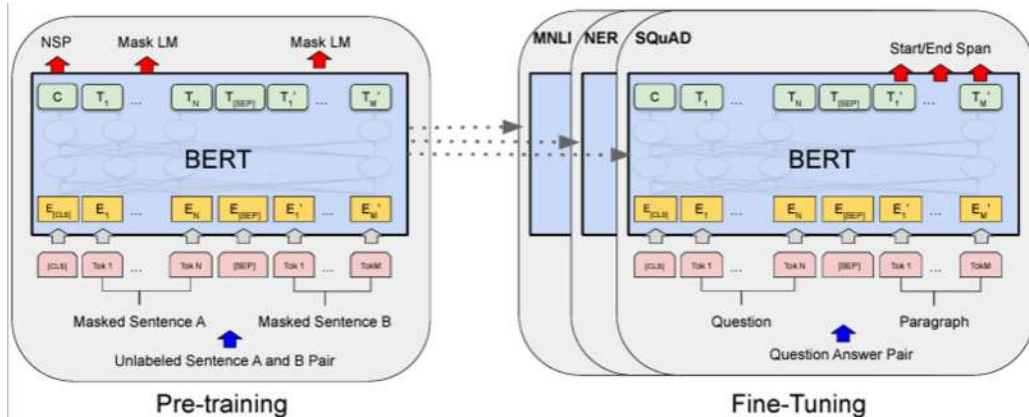 NSP Mask LM Mask LM
C T1 ... TN T[SEP] T1' ... TM'
BERT
E[CLS] E1 ... EN E[SEP] E1' ... EM'
[CLS] Tok 1 ... Tok N [SEP] Tok 1 ... TokM
Masked Sentence A Masked Sentence B
Unlabeled Sentence A and B Pair
Pre-training
MNLI NER SQuAD
Start/End Span
C T1 ... TN T[SEP] T1' ... TM'
BERT
E[CLS] E1 ... EN E[SEP] E1' ... EM'
[CLS] Tok 1 ... Tok N [SEP] Tok 1 ... TokM
Question Paragraph
Question Answer Pair
Fine-Tuning